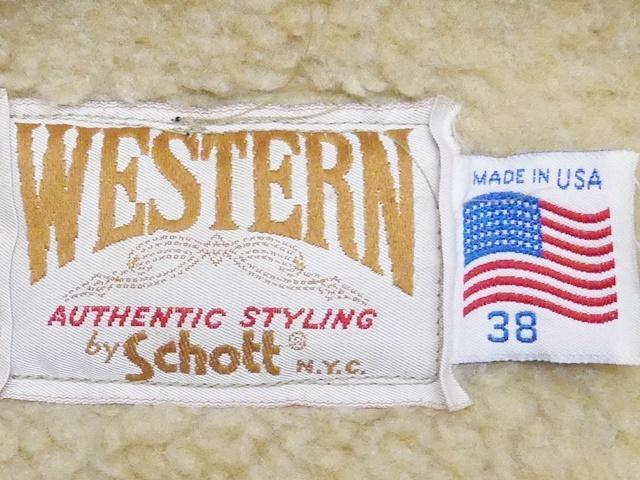 WESTERN
AUTHENTIC STYLING
by Schott® N.Y.C.
MADE IN USA
38